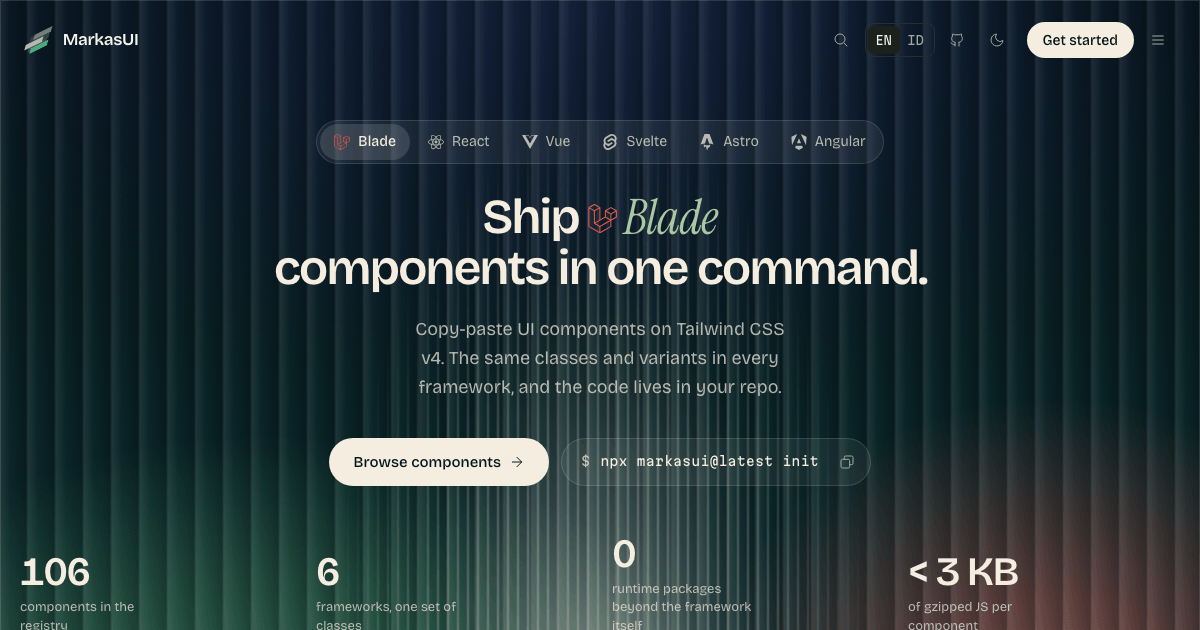 MarkasUI
EN ID
Get started
Blade
React
Vue
Svelte
Astro
Angular
Ship Blade
components in one command.
Copy-paste UI components on Tailwind CSS
v4. The same classes and variants in every
framework, and the code lives in your repo.
Browse components →
$ npx markasui@latest init
106
components in the
registry
6
frameworks, one set of
classes
0
runtime packages
beyond the framework
itself
< 3 KB
of gzipped JS per
component